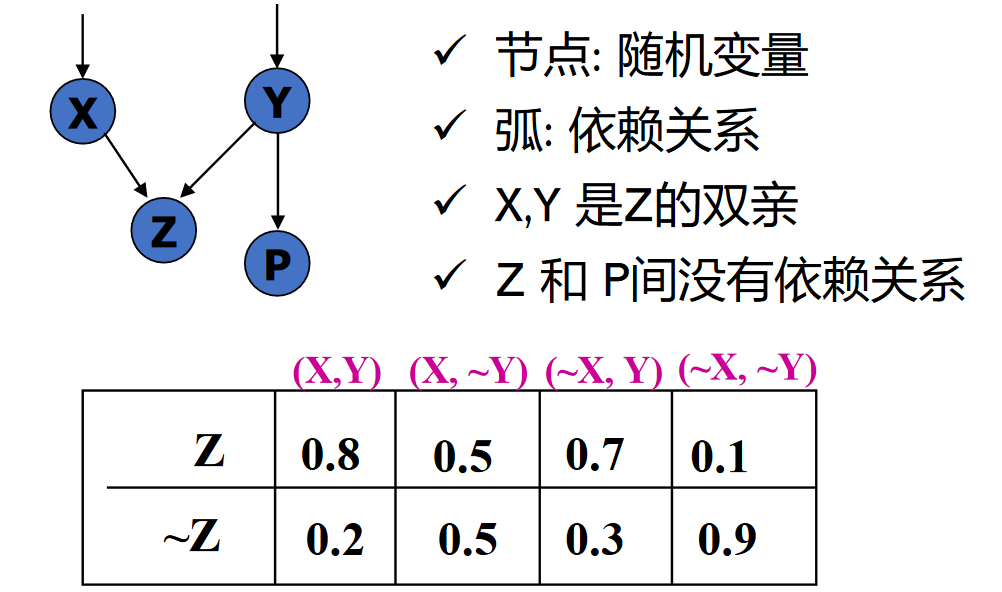 X
Y
Z
P
✓ 节点: 随机变量
✓ 弧: 依赖关系
✓ X,Y 是Z的双亲
✓ Z 和 P间没有依赖关系
(X,Y) (X, ~Y) (~X, Y) (~X, ~Y)
Z 0.8 0.5 0.7 0.1
~Z 0.2 0.5 0.3 0.9